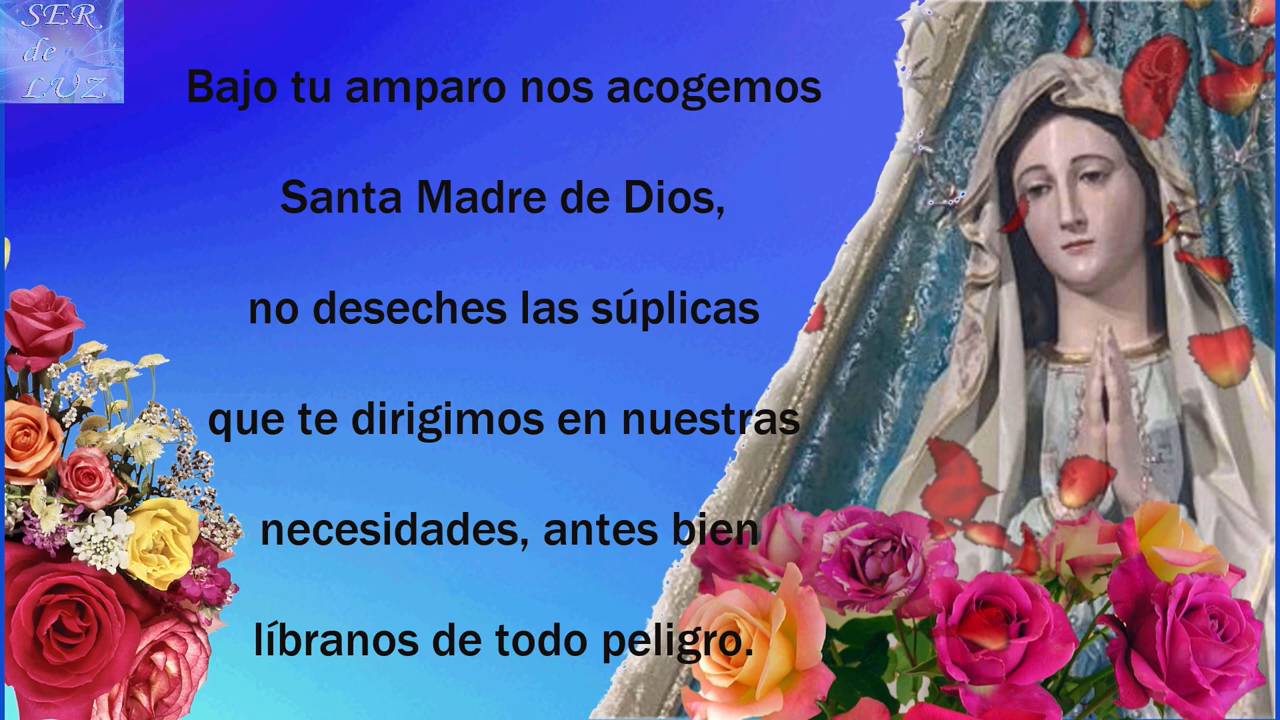 SER
de
LUZ
Bajo tu amparo nos acogemos
Santa Madre de Dios,
no deseches las súplicas
que te dirigimos en nuestras
necesidades, antes bien
líbranos de todo peligro.